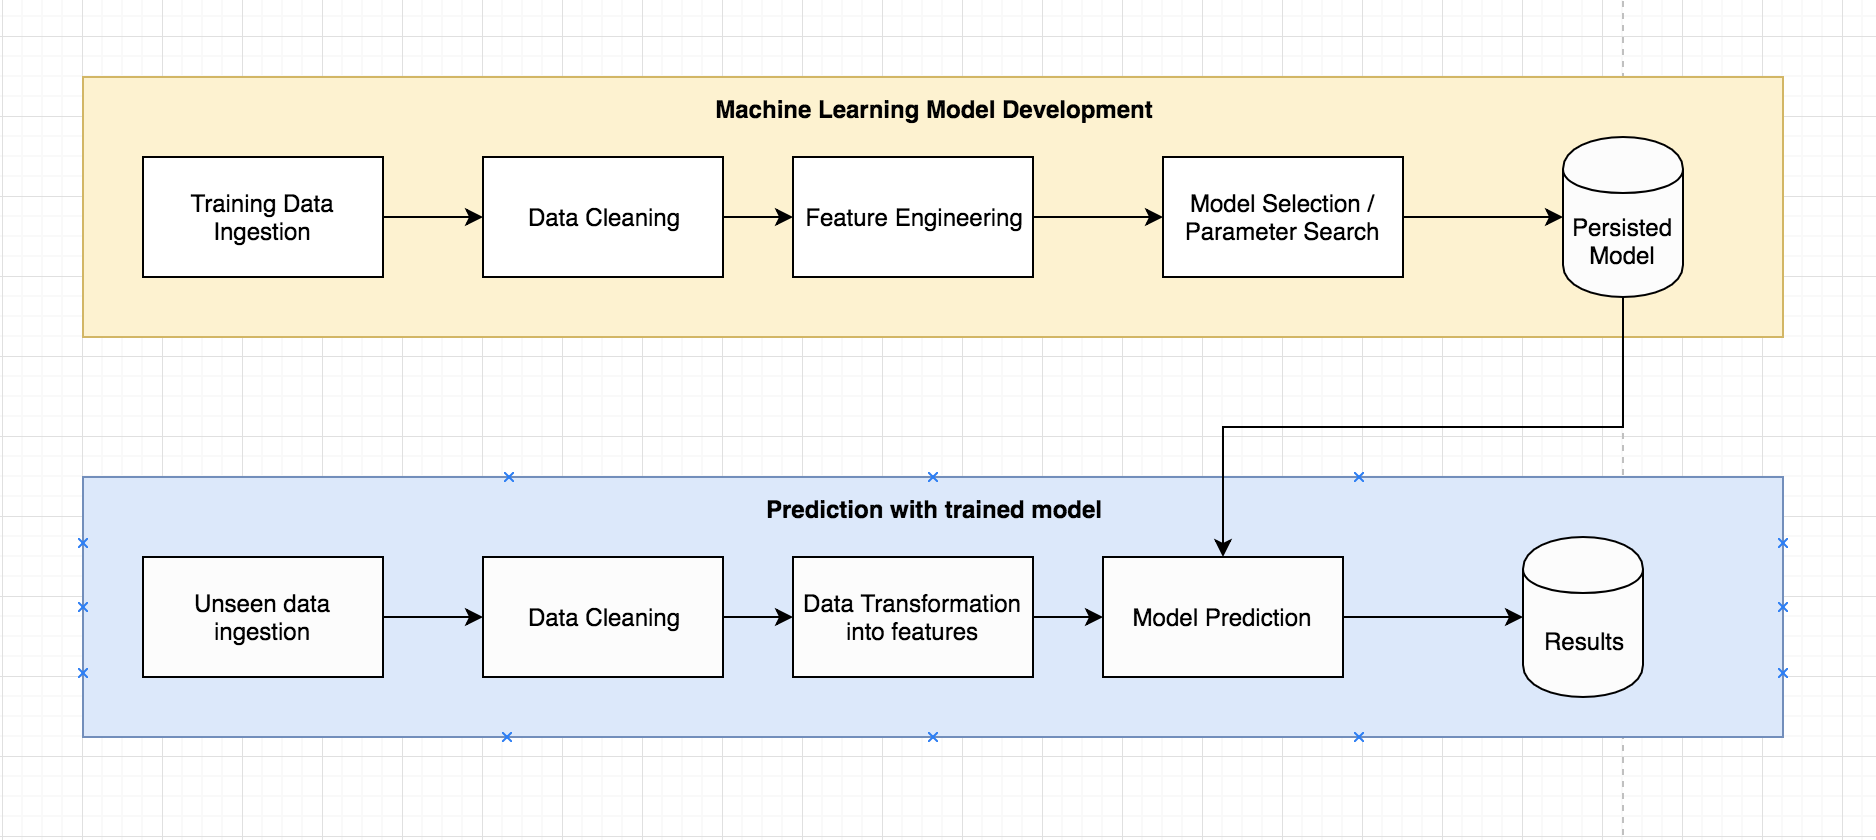 Machine Learning Model Development
Training Data
Ingestion
Data Cleaning
Feature Engineering
Model Selection /
Parameter Search
Persisted
Model
Prediction with trained model
Unseen data
ingestion
Data Cleaning
Data Transformation
into features
Model Prediction
Results